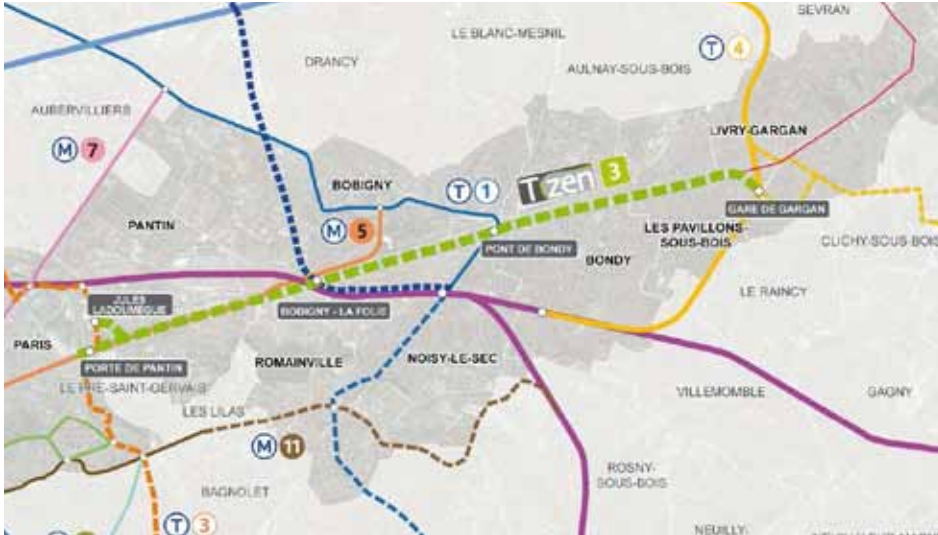 SEVRAN
LE BLANC-MESNIL
DRANCY
T 4
AULNAY-SOUS-BOIS
AUBERVILLIERS
M 7
LIVRY-GARGAN
BOBIGNY
T 1
T zen 3
GARE DE GARGAN
PANTIN
M 5
PONT DE BONDY
LES PAVILLONS-
SOUS-BOIS
BONDY
CLICHY-SOUS-BOIS
LE RAINCY
JULES
LADOUMÈGUE
BOBIGNY - LA FOLIE
PARIS
PORTE DE PANTIN
ROMAINVILLE
NOISY-LE-SEC
LE PRÉ-SAINT-GERVAIS
VILLEMOMBLE
GAGNY
LES LILAS
M 11
ROSNY-
SOUS-BOIS
BAGNOLET
T 3
NEUILLY-